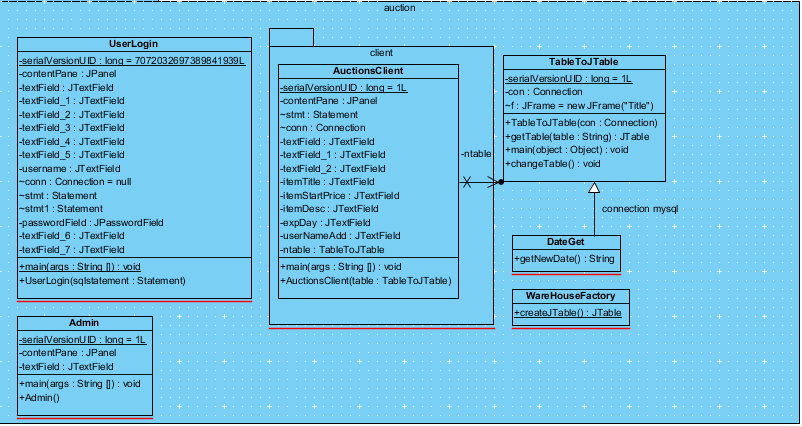 auction
UserLogin
-serialVersionUID : long = 7072032697389841939L
-contentPane : JPanel
-textField : JTextField
-textField_1 : JTextField
-textField_2 : JTextField
-textField_3 : JTextField
-textField_4 : JTextField
-textField_5 : JTextField
-username : JTextField
~conn : Connection = null
~stmt : Statement
~stmt1 : Statement
-passwordField : JPasswordField
-textField_6 : JTextField
-textField_7 : JTextField
+main(args : String []) : void
+UserLogin(sqlstatement : Statement)
Admin
-serialVersionUID : long = 1L
-contentPane : JPanel
-textField : JTextField
+main(args : String []) : void
+Admin()
client
AuctionsClient
-serialVersionUID : long = 1L
-contentPane : JPanel
~stmt : Statement
~conn : Connection
-textField : JTextField
-textField_1 : JTextField
-textField_2 : JTextField
-itemTitle : JTextField
-itemStartPrice : JTextField
-itemDesc : JTextField
-expDay : JTextField
-userNameAdd : JTextField
-ntable : TableToJTable
+main(args : String []) : void
+AuctionsClient(table : TableToJTable)
-ntable
TableToJTable
-serialVersionUID : long = 1L
-con : Connection
~f : JFrame = new JFrame("Title")
+TableToJTable(con : Connection)
+getTable(table : String) : JTable
+main(object : Object) : void
+changeTable() : void
connection mysql
DateGet
+getNewDate() : String
WareHouseFactory
+createJTable() : JTable